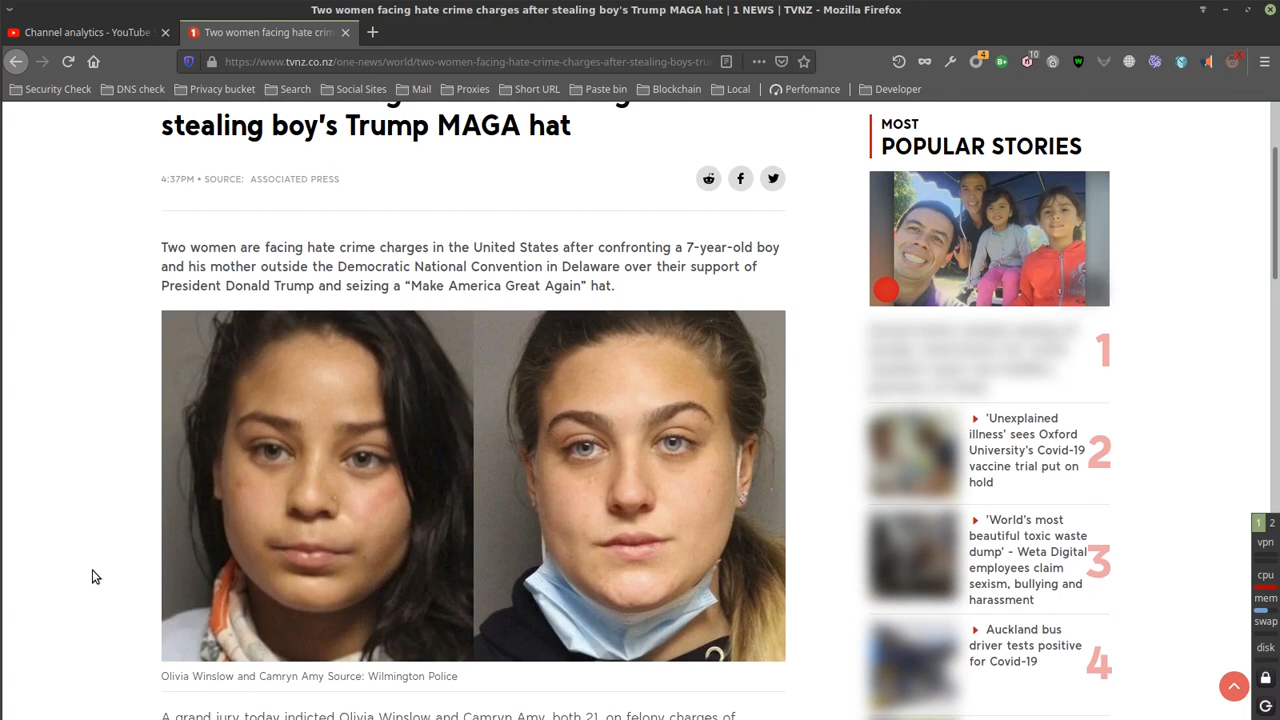 Two women facing hate crime charges after stealing boy's Trump MAGA hat | 1 NEWS | TVNZ - Mozilla Firefox
Channel analytics - YouTube
Two women facing hate crim
https://www.tvnz.co.nz/one-news/world/two-women-facing-hate-crime-charges-after-stealing-boys-tru
4
10
Security Check
DNS check
Privacy bucket
Search
Social Sites
Mail
Proxies
Short URL
Paste bin
Blockchain
Local
Perfomance
Developer
stealing boy's Trump MAGA hat
4:37PM • SOURCE: ASSOCIATED PRESS
Two women are facing hate crime charges in the United States after confronting a 7-year-old boy
and his mother outside the Democratic National Convention in Delaware over their support of
President Donald Trump and seizing a “Make America Great Again” hat.
Olivia Winslow and Camryn Amy Source: Wilmington Police
A grand jury today indicted Olivia Winslow and Camryn Amy, both 21, on felony charges of
MOST
POPULAR STORIES
1
'Unexplained
illness' sees Oxford
University's Covid-19
vaccine trial put on
hold
2
'World's most
beautiful toxic waste
dump' - Weta Digital
employees claim
sexism, bullying and
harassment
3
Auckland bus
driver tests positive
for Covid-19
4
1 2
vpn
cpu
mem
swap
disk